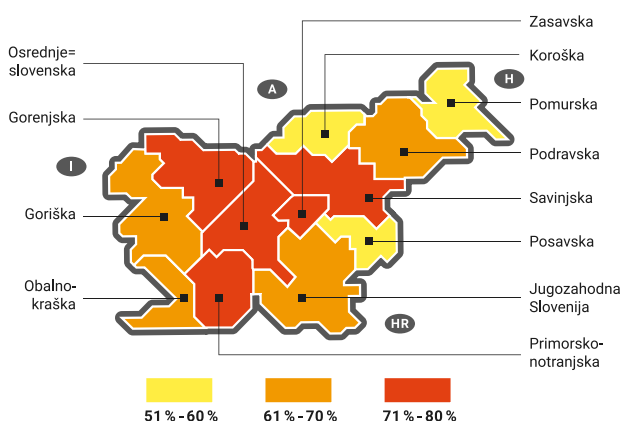 Osrednje=
slovenska
Gorenjska
Goriška
Obalno-
kraška
Zasavska
Koroška
Pomurska
Podravska
Savinjska
Posavska
Jugozahodna
Slovenija
Primorsko-
notranjska
A
H
I
HR
51 % - 60 %
61 % - 70 %
71 % - 80 %